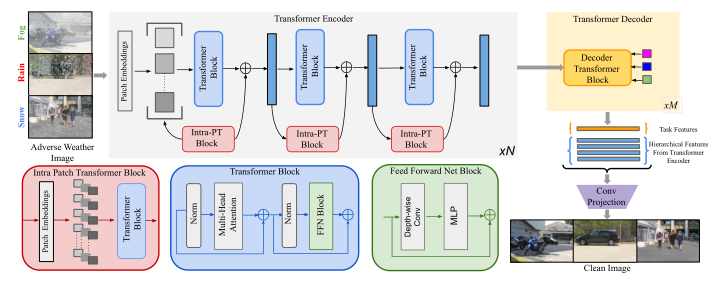 Fog
Rain
Snow
Adverse Weather
Image
Transformer Encoder
Patch Embeddings
Transformer
Block
Transformer
Block
Transformer
Block
Intra-PT
Block
Intra-PT
Block
Intra-PT
Block
xN
Transformer Decoder
Decoder
Transformer
Block
xM
Task Features
Hierarchical Features
From Transformer
Encoder
Conv
Projection
Clean Image
Intra Patch Transformer Block
Patch Embeddings
Transformer
Block
Transformer Block
Norm
Multi-Head
Attention
Norm
FFN Block
Feed Forward Net Block
Depth-wise
Conv
MLP